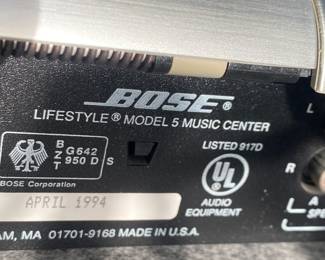 BOSE®
LIFESTYLE® MODEL 5 MUSIC CENTER
L
B
Z G642
T 950 D S
LISTED 917D
UL®
R
AUDIO
EQUIPMENT
A
BOSE Corporation
APRIL 1994
AM, MA 01701-9168 MADE IN U.S.A.